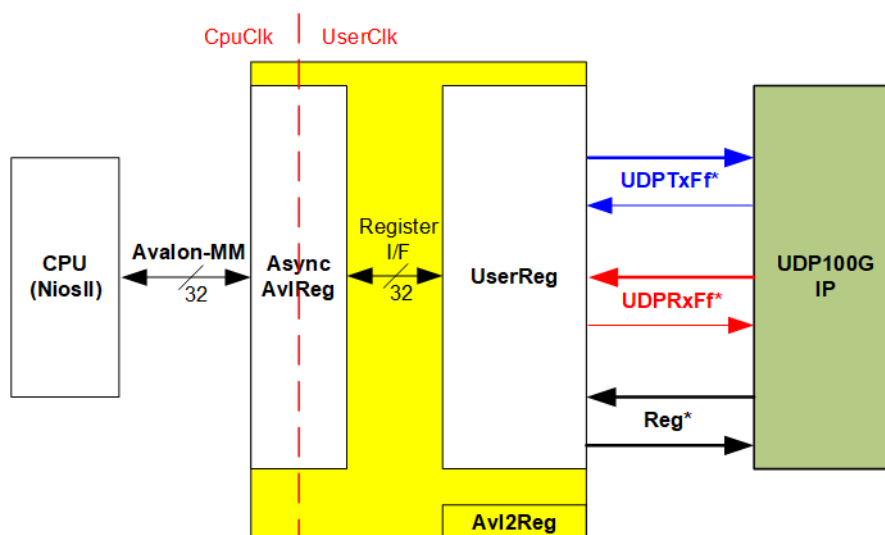 CpuClk
UserClk
CPU
(NiosII)
Avalon-MM
32
Async
AvlReg
Register
I/F
32
UserReg
UDPTxFf*
UDPRxFf*
Reg*
UDP100G
IP
Avl2Reg